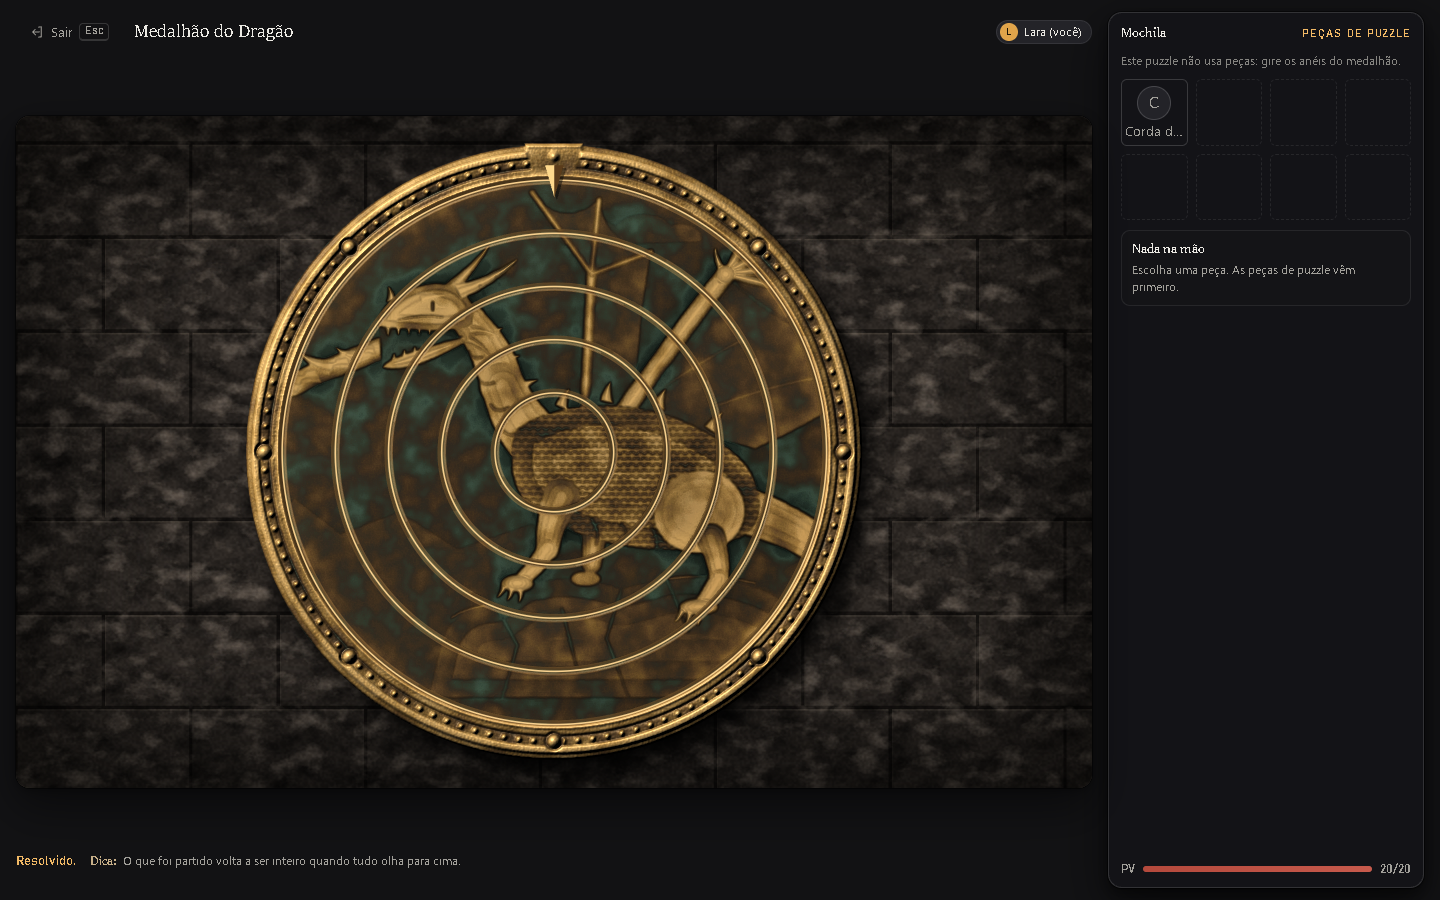 Sair Esc Medalhão do Dragão
L Lara (você)
Mochila PEÇAS DE PUZZLE
Este puzzle não usa peças: gire os anéis do medalhão.
C
Corda d...
Nada na mão
Escolha uma peça. As peças de puzzle vêm
primeiro.
Resolvido. Dica: O que foi partido volta a ser inteiro quando tudo olha para cima.
PV 20/20